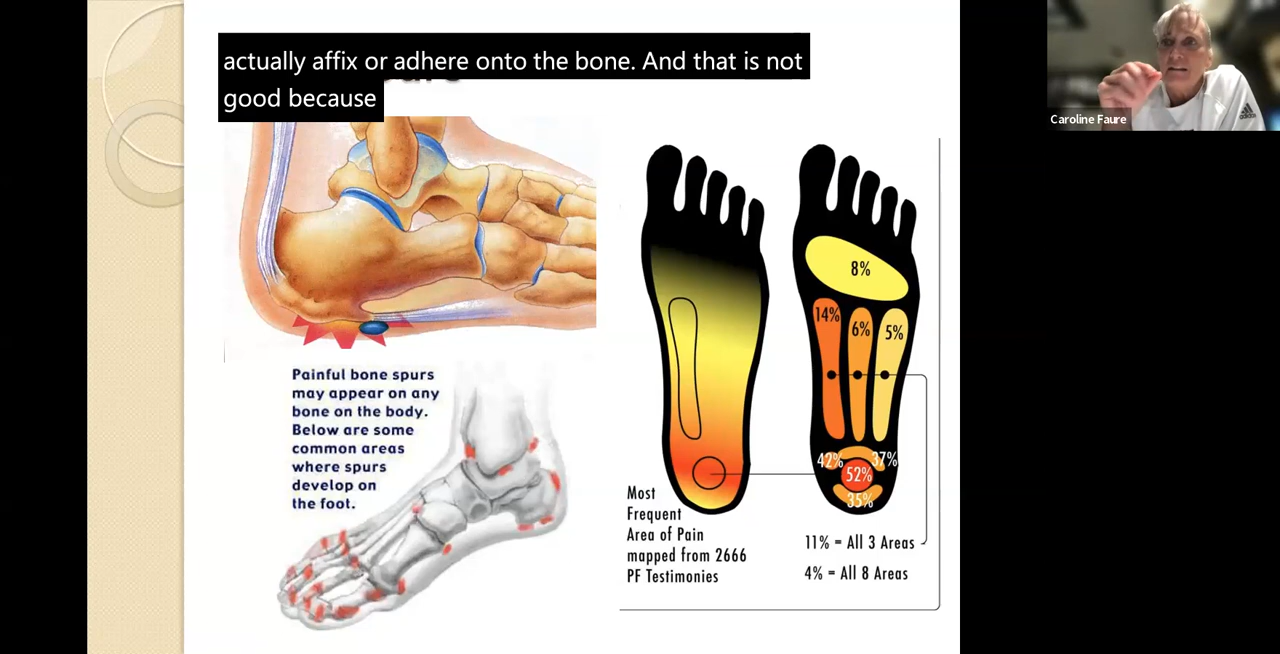 actually affix or adhere onto the bone. And that is not
good because
Caroline Faure
adidas
Painful bone spurs
may appear on any
bone on the body.
Below are some
common areas
where spurs
develop on
the foot.
8%
14%
6%
5%
42%
37%
52%
35%
Most
Frequent
Area of Pain
mapped from 2666
PF Testimonies
11% = All 3 Areas
4% = All 8 Areas